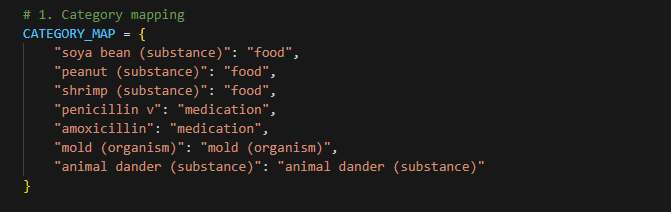 # 1. Category mapping
CATEGORY_MAP = {
    "soya bean (substance)": "food",
    "peanut (substance)": "food",
    "shrimp (substance)": "food",
    "penicillin v": "medication",
    "amoxicillin": "medication",
    "mold (organism)": "mold (organism)",
    "animal dander (substance)": "animal dander (substance)"
}